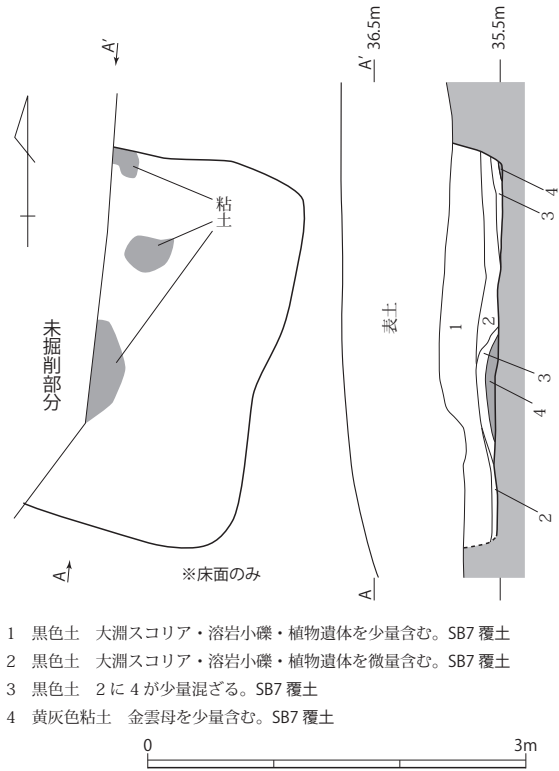 A'
A'
36.5m
35.5m
粘土
未掘削部分
表土
1
2
3
4
3
4
2
A
※床面のみ
A
1 黒色土 大淵スコリア・溶岩小礫・植物遺体を少量含む。SB7 覆土
2 黒色土 大淵スコリア・溶岩小礫・植物遺体を微量含む。SB7 覆土
3 黒色土 2に4が少量混ざる。SB7 覆土
4 黄灰色粘土 金雲母を少量含む。SB7 覆土
0
3m